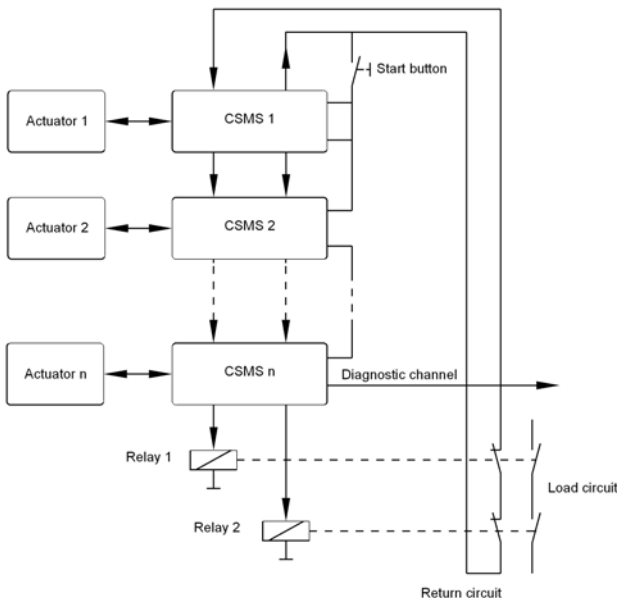 Start button
Actuator 1
CSMS 1
Actuator 2
CSMS 2
Actuator n
CSMS n
Diagnostic channel
Relay 1
Load circuit
Relay 2
Return circuit